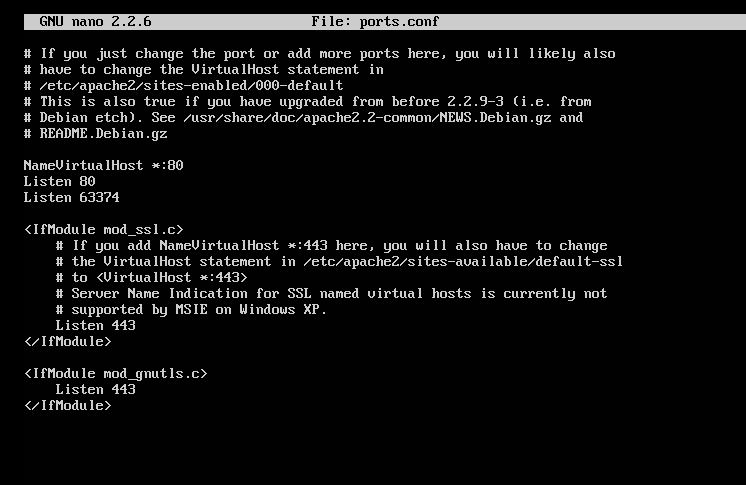 GNU nano 2.2.6 File: ports.conf
# If you just change the port or add more ports here, you will likely also
# have to change the VirtualHost statement in
# /etc/apache2/sites-enabled/000-default
# This is also true if you have upgraded from before 2.2.9-3 (i.e. from
# Debian etch). See /usr/share/doc/apache2.2-common/NEWS.Debian.gz and
# README.Debian.gz
NameVirtualHost *:80
Listen 80
Listen 63374
<IfModule mod_ssl.c>
# If you add NameVirtualHost *:443 here, you will also have to change
# the VirtualHost statement in /etc/apache2/sites-available/default-ssl
# to <VirtualHost *:443>
# Server Name Indication for SSL named virtual hosts is currently not
# supported by MSIE on Windows XP.
Listen 443
</IfModule>
<IfModule mod_gnutls.c>
Listen 443
</IfModule>